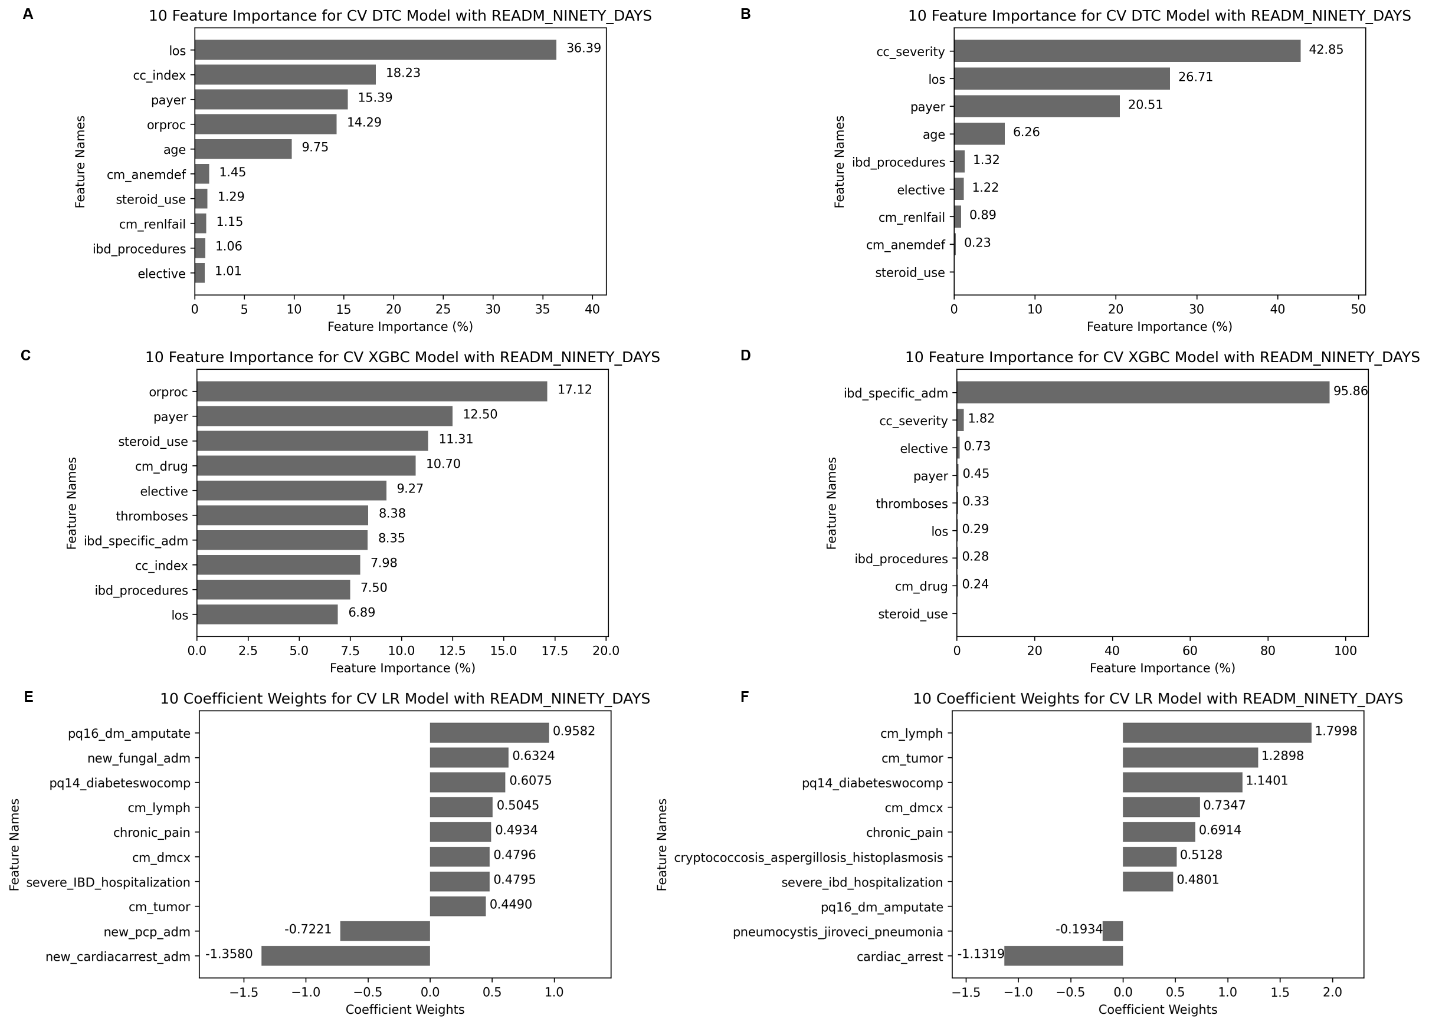 A
10 Feature Importance for CV DTC Model with READM_NINETY_DAYS
Feature Names
los 36.39
cc_index 18.23
payer 15.39
orproc 14.29
age 9.75
cm_anemdef 1.45
steroid_use 1.29
cm_renlfail 1.15
ibd_procedures 1.06
elective 1.01
0 5 10 15 20 25 30 35 40
Feature Importance (%)
B
10 Feature Importance for CV DTC Model with READM_NINETY_DAYS
Feature Names
cc_severity 42.85
los 26.71
payer 20.51
age 6.26
ibd_procedures 1.32
elective 1.22
cm_renlfail 0.89
cm_anemdef 0.23
steroid_use
0 10 20 30 40 50
Feature Importance (%)
C
10 Feature Importance for CV XGBC Model with READM_NINETY_DAYS
Feature Names
orproc 17.12
payer 12.50
steroid_use 11.31
cm_drug 10.70
elective 9.27
thromboses 8.38
ibd_specific_adm 8.35
cc_index 7.98
ibd_procedures 7.50
los 6.89
0.0 2.5 5.0 7.5 10.0 12.5 15.0 17.5 20.0
Feature Importance (%)
D
10 Feature Importance for CV XGBC Model with READM_NINETY_DAYS
Feature Names
ibd_specific_adm 95.86
cc_severity 1.82
elective 0.73
payer 0.45
thromboses 0.33
los 0.29
ibd_procedures 0.28
cm_drug 0.24
steroid_use
0 20 40 60 80 100
Feature Importance (%)
E
10 Coefficient Weights for CV LR Model with READM_NINETY_DAYS
Feature Names
pq16_dm_amputate 0.9582
new_fungal_adm 0.6324
pq14_diabeteswocomp 0.6075
cm_lymph 0.5045
chronic_pain 0.4934
cm_dmcx 0.4796
severe_IBD_hospitalization 0.4795
cm_tumor 0.4490
new_pcp_adm -0.7221
new_cardiacarrest_adm -1.3580
−1.5 −1.0 −0.5 0.0 0.5 1.0
Coefficient Weights
F
10 Coefficient Weights for CV LR Model with READM_NINETY_DAYS
Feature Names
cm_lymph 1.7998
cm_tumor 1.2898
pq14_diabeteswocomp 1.1401
cm_dmcx 0.7347
chronic_pain 0.6914
cryptococcosis_aspergillosis_histoplasmosis 0.5128
severe_ibd_hospitalization 0.4801
pq16_dm_amputate
pneumocystis_jiroveci_pneumonia -0.1934
cardiac_arrest -1.1319
−1.5 −1.0 −0.5 0.0 0.5 1.0 1.5 2.0
Coefficient Weights